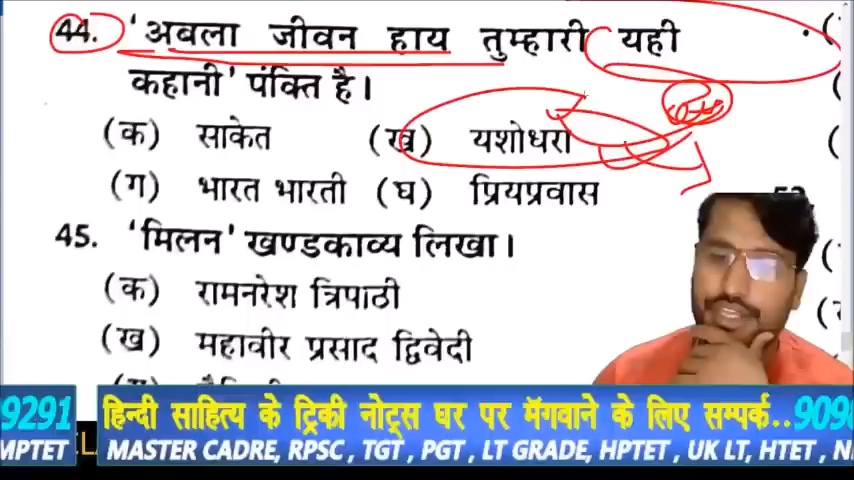 44. 'अबला जीवन हाय तुम्हारी यही
कहानी' पंक्ति है।
(क) साकेत (ख) यशोधरा
(ग) भारत भारती (घ) प्रियप्रवास
45. 'मिलन' खण्डकाव्य लिखा।
(क) रामनरेश त्रिपाठी
(ख) महावीर प्रसाद द्विवेदी
9291 हिन्दी साहित्य के ट्रिकी नोट्स घर पर मॅगवाने के लिए सम्पर्क..9098
MPTET MASTER CADRE, RPSC , TGT , PGT , LT GRADE, HPTET , UK LT, HTET , N